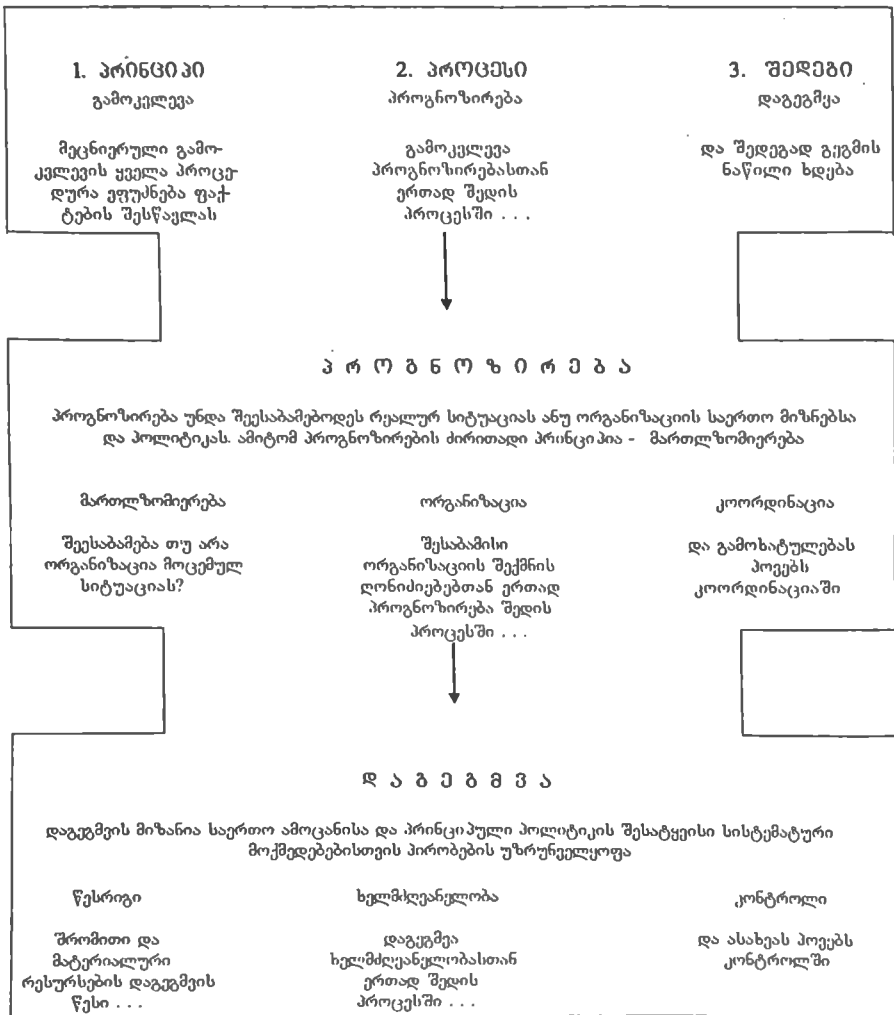 1. პრინციპი
გამოკვლევა
მეცნიერული გამო-
კვლევის ყველა პროცე-
დურა ეფუძნება ფაქ-
ტების შესწავლას
2. პროცესი
პროგნოზირება
გამოკვლევა
პროგნოზირებასთან
ერთად შედის
პროცესში . . .
3. შედეგი
დაგეგმვა
და შედეგად გეგმის
ნაწილი ხდება
პროგნოზირება
პროგნოზირება უნდა შეესაბამებოდეს რეალურ სიტუაციას ანუ ორგანიზაციის საერთო მიზნებსა
და პოლიტიკას. ამიტომ პროგნოზირების ძირითადი პრინციპია - მართლზომიერება
მართლზომიერება
შეესაბამება თუ არა
ორგანიზაცია მოცემულ
სიტუაციას?
ორგანიზაცია
შესაბამისი
ორგანიზაციის შექმნის
ღონიძიებებთან ერთად
პროგნოზირება შედის
პროცესში . . .
კოორდინაცია
და გამოხატულებას
პოვებს
კოორდინაციაში
დაგეგმვა
დაგეგმვის მიზანია საერთო ამოცანისა და პრინციპული პოლიტიკის შესატყვისი სისტემატური
მოქმედებებისთვის პირობების უზრუნველყოფა
წესრიგი
შრომითი და
მატერიალური
რესურსების დაგეგმვის
წესი . . .
ხელმძღვანელობა
დაგეგმვა
ხელმძღვანელობასთან
ერთად შედის
პროცესში . . .
კონტროლი
და ასახვას პოვებს
კონტროლში